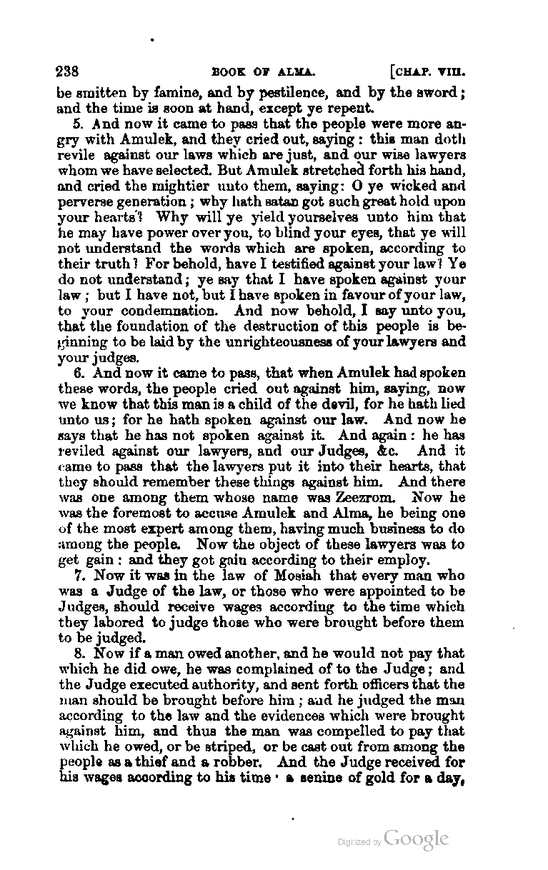 238 BOOK OF ALMA. [CHAP. VIII.
be smitten by famine, and by pestilence, and by the sword;
and the time is soon at hand, except ye repent.
5. And now it came to pass that the people were more an-
gry with Amulek, and they cried out, saying: this man doth
revile against our laws which are just, and our wise lawyers
whom we have selected. But Amulek stretched forth his hand,
and cried the mightier unto them, saying: O ye wicked and
perverse generation; why hath satan got such great hold upon
your hearts? Why will ye yield yourselves unto him that
he may have power over you, to blind your eyes, that ye will
not understand the words which are spoken, according to
their truth? For behold, have I testified against your law? Ye
do not understand; ye say that I have spoken against your
law; but I have not, but I have spoken in favour of your law,
to your condemnation. And now behold, I say unto you,
that the foundation of the destruction of this people is be-
ginning to be laid by the unrighteousness of your lawyers and
your judges.
6. And now it came to pass, that when Amulek had spoken
these words, the people cried out against him, saying, now
we know that this man is a child of the devil, for he hath lied
unto us; for he hath spoken against our law. And now he
says that he has not spoken against it. And again: he has
reviled against our lawyers, and our Judges, &c. And it
came to pass that the lawyers put it into their hearts, that
they should remember these things against him. And there
was one among them whose name was Zeezrom. Now he
was the foremost to accuse Amulek and Alma, he being one
of the most expert among them, having much business to do
among the people. Now the object of these lawyers was to
get gain: and they got gain according to their employ.
7. Now it was in the law of Mosiah that every man who
was a Judge of the law, or those who were appointed to be
Judges, should receive wages according to the time which
they labored to judge those who were brought before them
to be judged.
8. Now if a man owed another, and he would not pay that
which he did owe, he was complained of to the Judge; and
the Judge executed authority, and sent forth officers that the
man should be brought before him; and he judged the man
according to the law and the evidences which were brought
against him, and thus the man was compelled to pay that
which he owed, or be striped, or be cast out from among the
people as a thief and a robber. And the Judge received for
his wages according to his time · a senine of gold for a day,
Digitized by Google